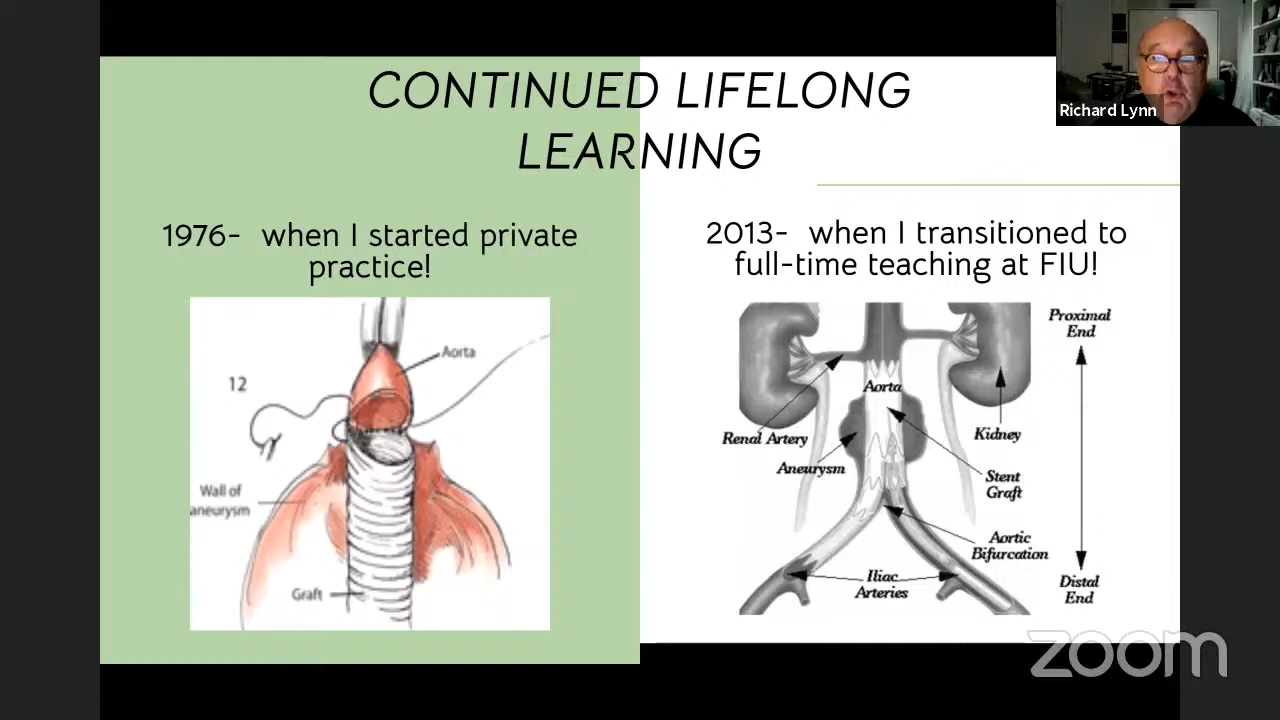 CONTINUED LIFELONG
LEARNING
Richard Lynn
1976- when I started private
practice!
12
Aorta
Wall of
aneurysm
Graft
2013- when I transitioned to
full-time teaching at FIU!
Proximal
End
Aorta
Renal Artery
Kidney
Aneurysm
Stent
Graft
Aortic
Bifurcation
Iliac
Arteries
Distal
End
zoom